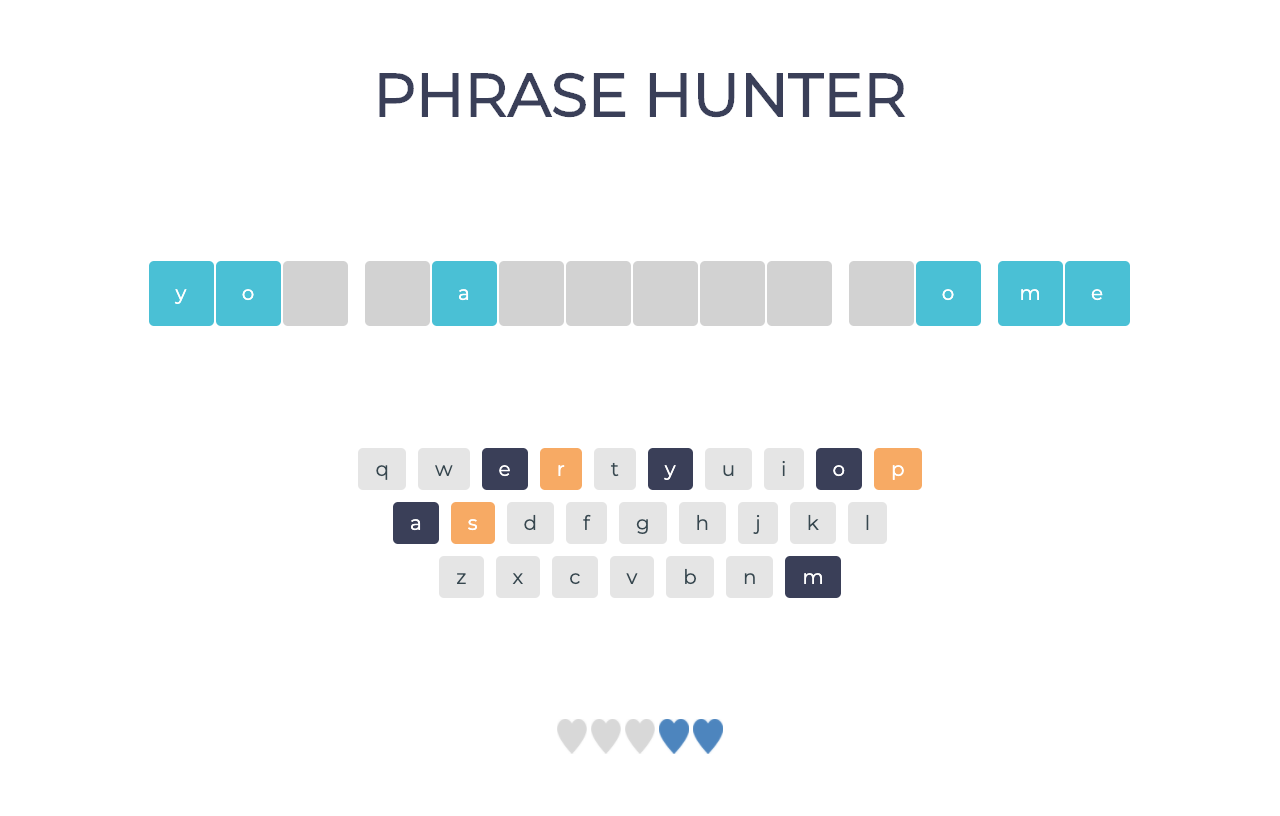 PHRASE HUNTER
y o a o m e
q w e r t y u i o p
a s d f g h j k l
z x c v b n m